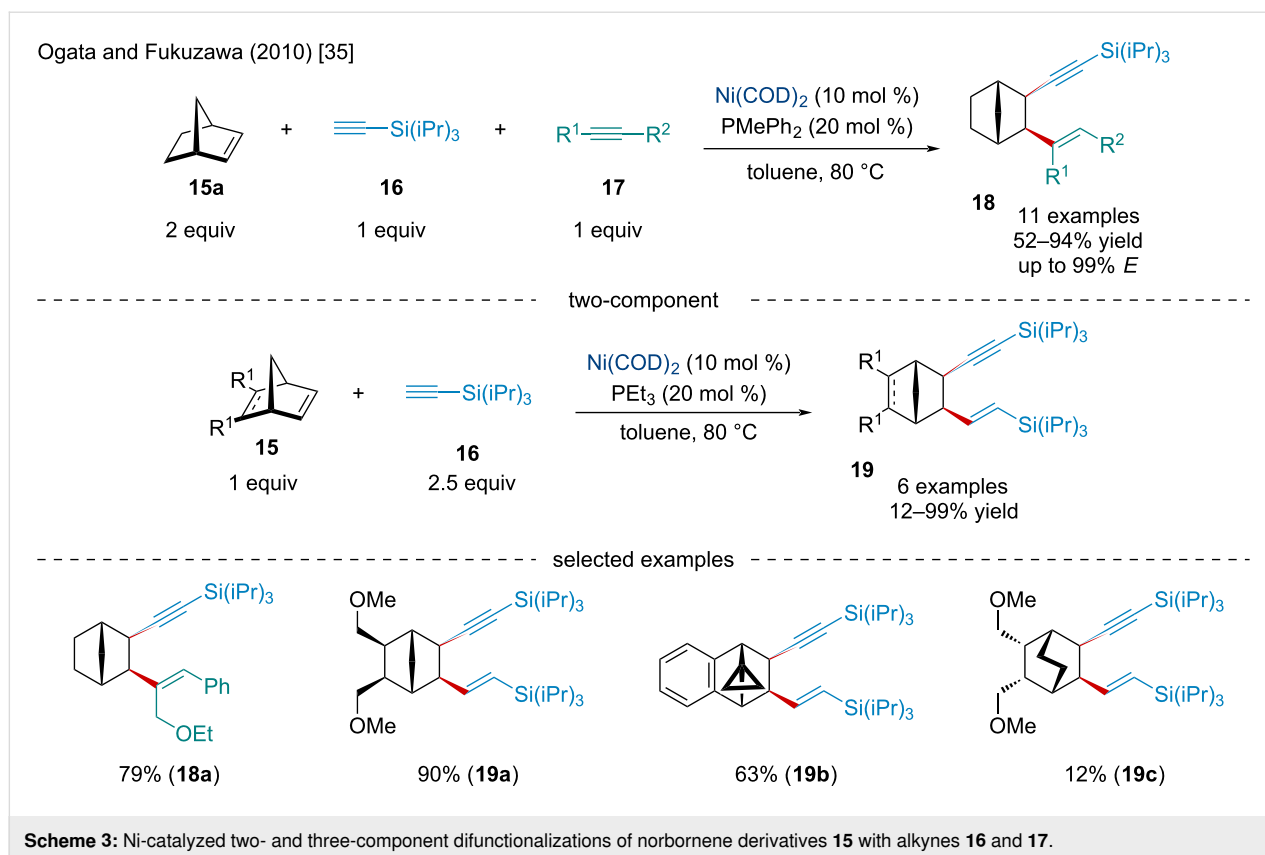 Ogata and Fukuzawa (2010) [35]
Si(iPr)3
Ni(COD)2 (10 mol %)
+ Si(iPr)3 + R1 R2
PMePh2 (20 mol %)
R2
toluene, 80 °C
R1
15a 16 17
18
2 equiv 1 equiv 1 equiv
11 examples
52–94% yield
up to 99% E
two-component
Si(iPr)3
Ni(COD)2 (10 mol %)
R1
R1
+ Si(iPr)3
PEt3 (20 mol %)
R1
R1
Si(iPr)3
toluene, 80 °C
15 16
19
1 equiv 2.5 equiv
6 examples
12–99% yield
selected examples
Si(iPr)3 OMe Si(iPr)3 Si(iPr)3 OMe Si(iPr)3
Ph Si(iPr)3 Si(iPr)3 Si(iPr)3
OEt OMe OMe
79% (18a) 90% (19a) 63% (19b) 12% (19c)
Scheme 3: Ni-catalyzed two- and three-component difunctionalizations of norbornene derivatives 15 with alkynes 16 and 17.